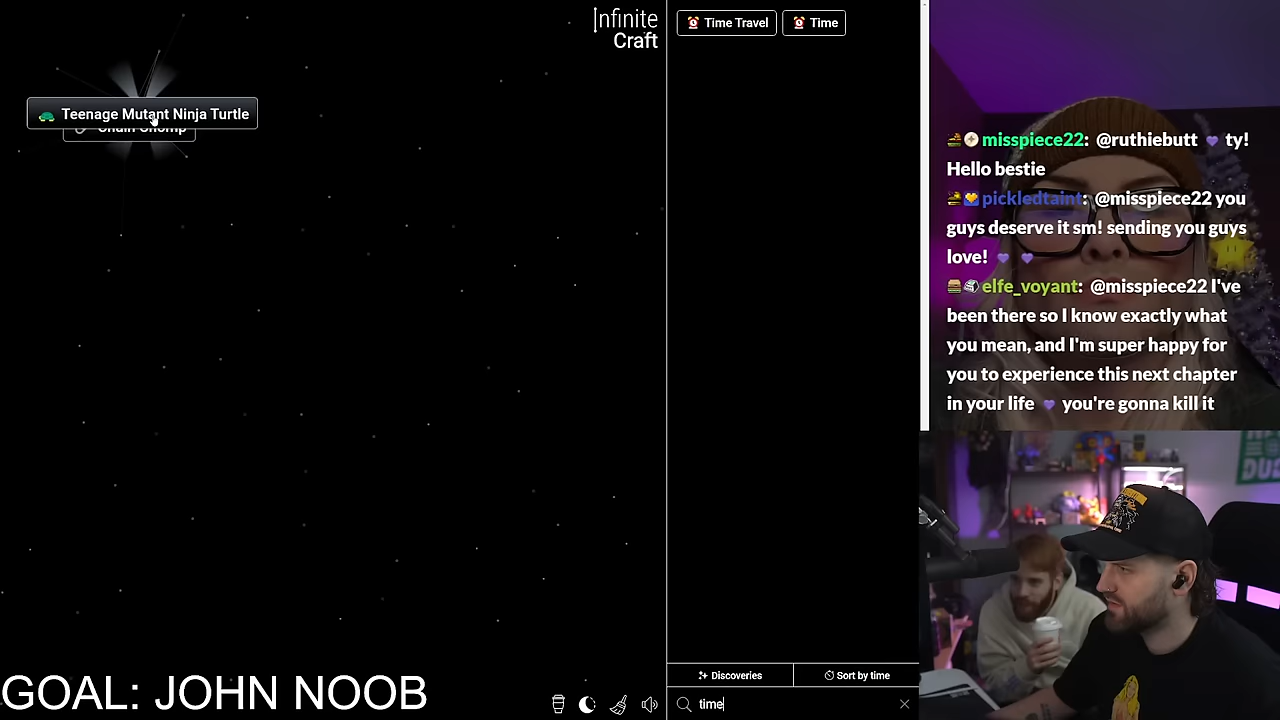 Infinite
Craft
Teenage Mutant Ninja Turtle
Chain Chomp
Time Travel
Time
Discoveries
Sort by time
time
GOAL: JOHN NOOB
misspiece22: @ruthiebutt 💜 ty!
Hello bestie
pickledtaint: @misspiece22 you
guys deserve it sm! sending you guys
love! 💜 💜
elfe_voyant: @misspiece22 I've
been there so I know exactly what
you mean, and I'm super happy for
you to experience this next chapter
in your life 💜 you're gonna kill it